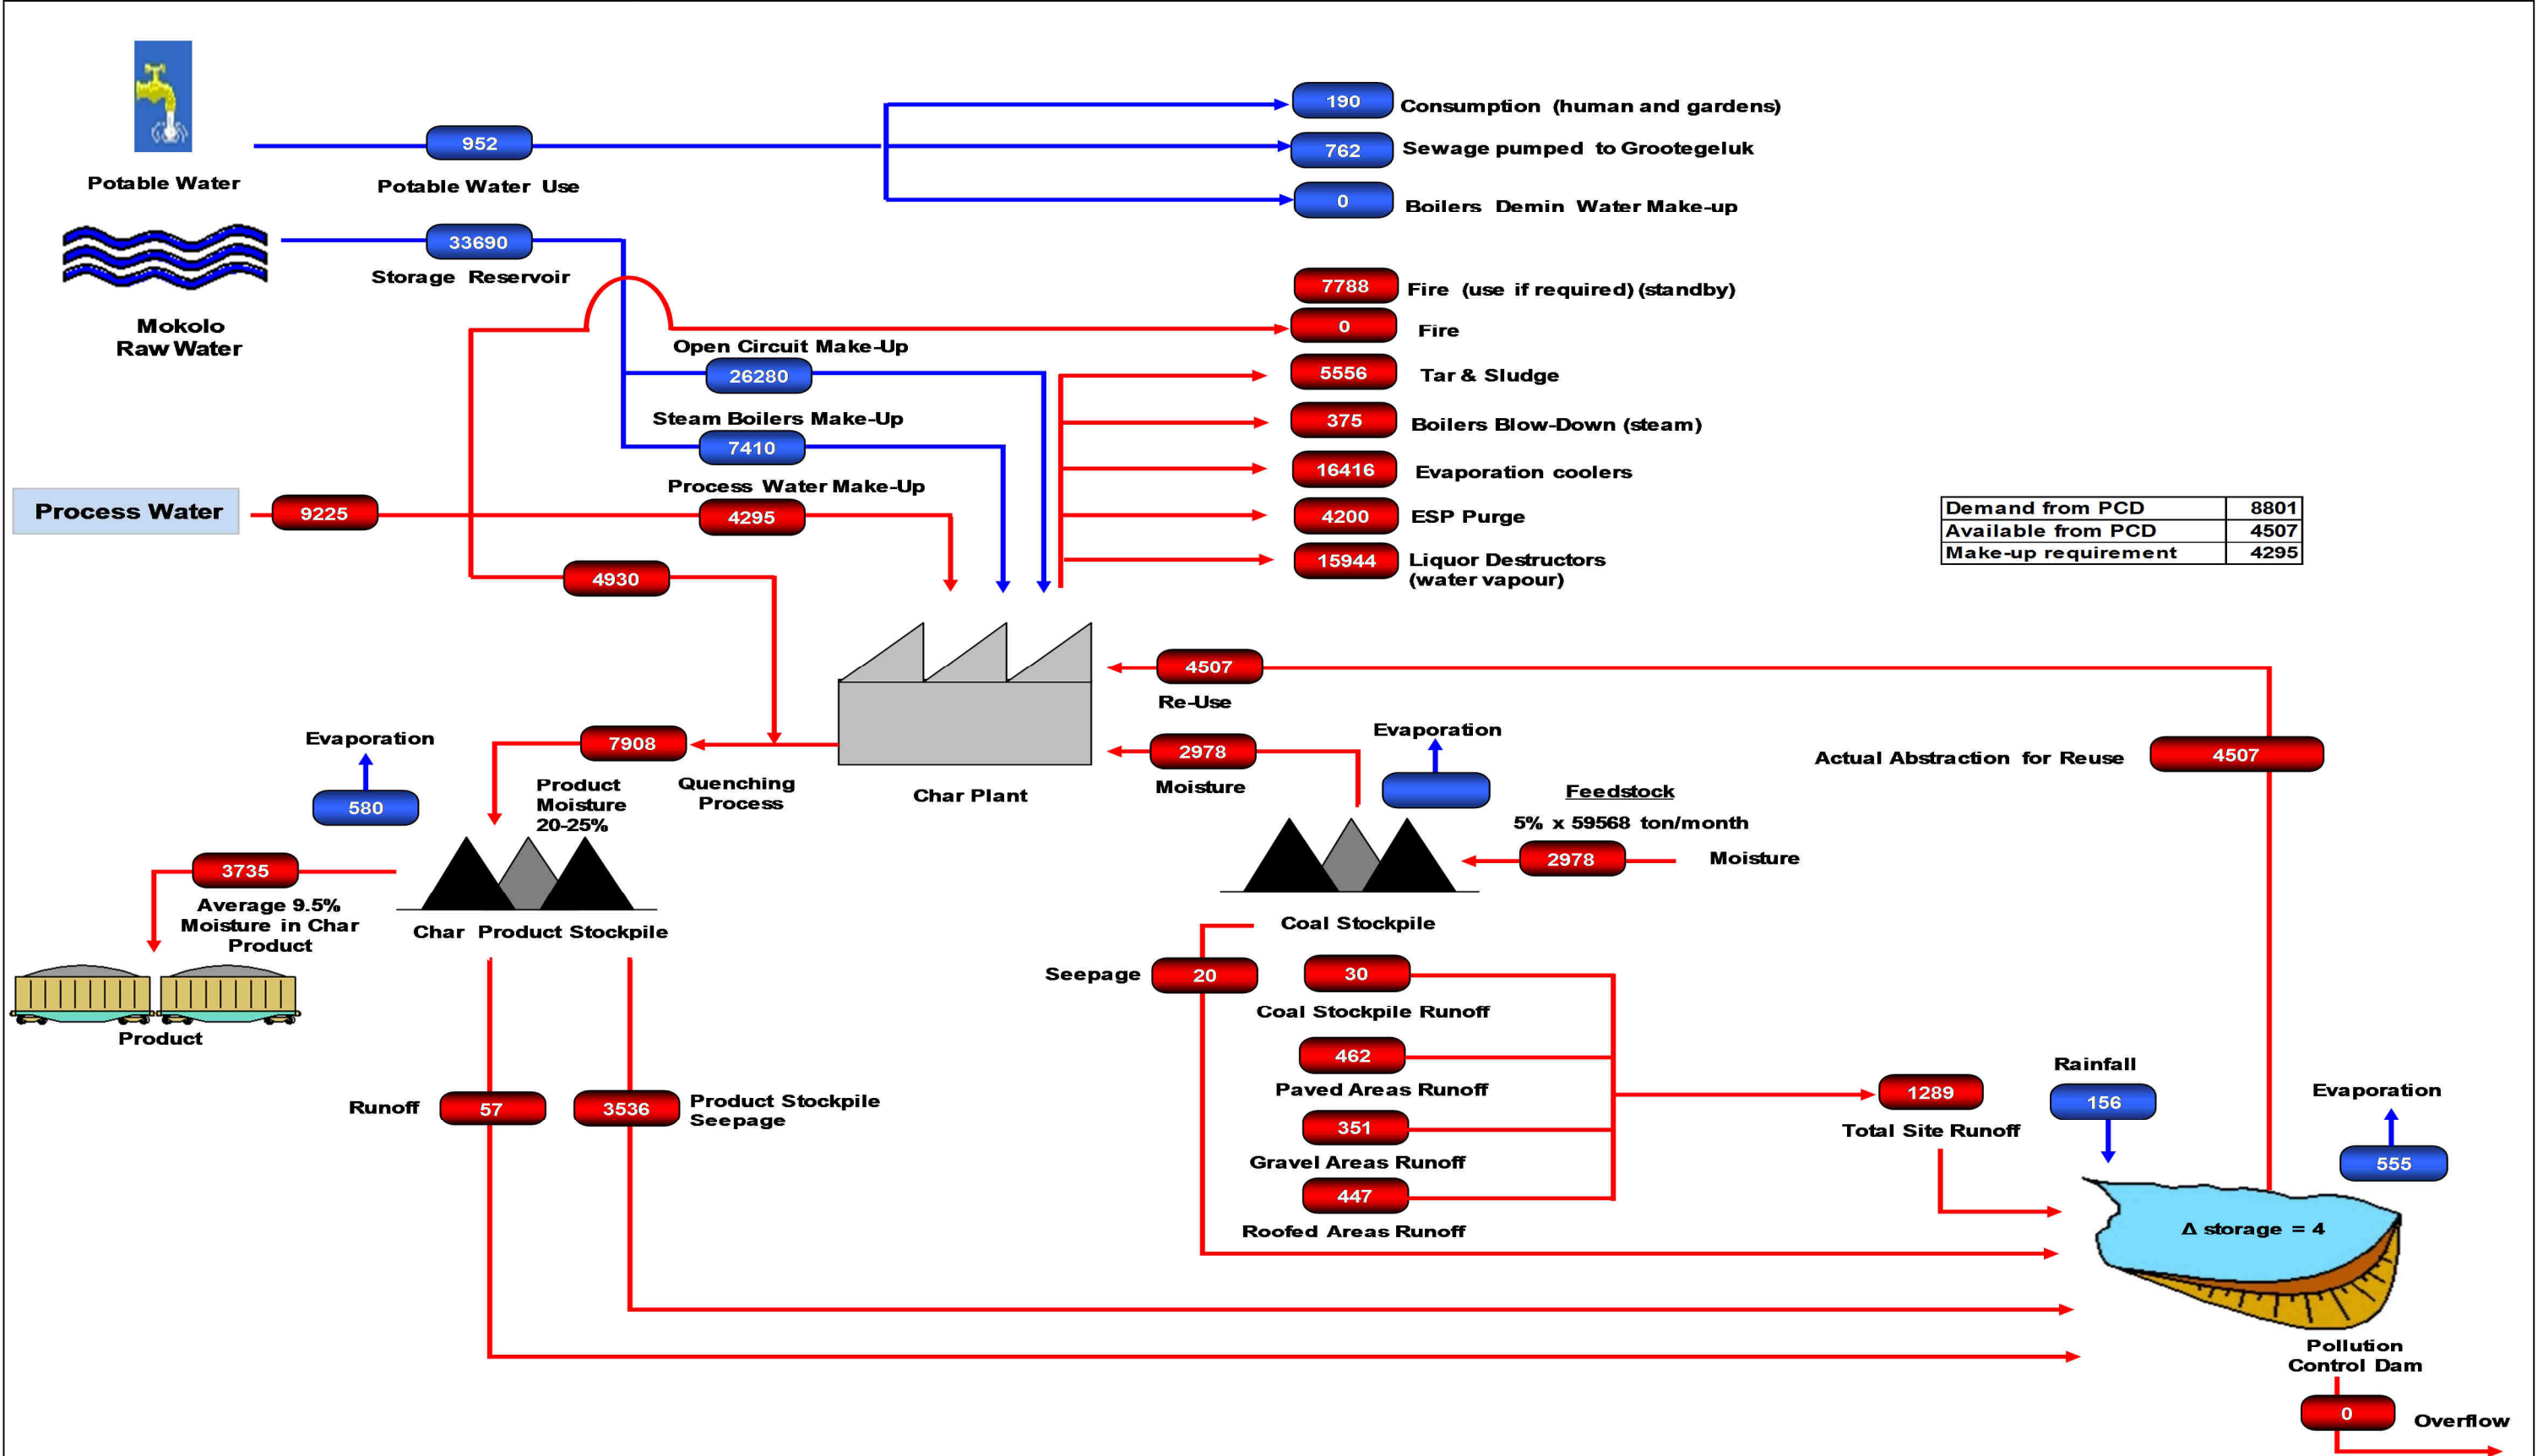 190
Consumption (human and gardens)
952
762
Sewage pumped to Grootegeluk
Potable Water
Potable Water Use
0
Boilers Demin Water Make-up
33690
Storage Reservoir
Mokolo
Raw Water
7788
Fire (use if required) (standby)
0
Fire
Open Circuit Make-Up
26280
5556
Tar & Sludge
Steam Boilers Make-Up
7410
375
Boilers Blow-Down (steam)
16416
Evaporation coolers
Process Water Make-Up
Process Water
9225
4295
4200
ESP Purge
Demand from PCD 8801
Available from PCD 4507
Make-up requirement 4295
4930
15944
Liquor Destructors
(water vapour)
4507
Re-Use
Evaporation
7908
2978
Moisture
Evaporation
Actual Abstraction for Reuse
4507
580
Product
Moisture
20-25%
Quenching
Process
Char Plant
Feedstock
5% x 59568 ton/month
2978
Moisture
3735
Average 9.5%
Moisture in Char
Product
Char Product Stockpile
Coal Stockpile
Product
Seepage
20
30
Coal Stockpile Runoff
462
Paved Areas Runoff
351
Gravel Areas Runoff
447
Roofed Areas Runoff
Runoff
57
3536
Product Stockpile
Seepage
1289
Total Site Runoff
Rainfall
156
Evaporation
555
Δ storage = 4
Pollution
Control Dam
0
Overflow